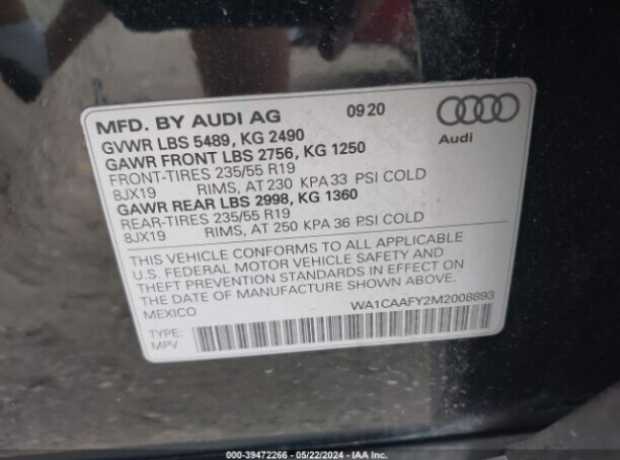 MFD. BY AUDI AG 0920
GVWR LBS 5489, KG 2490
GAWR FRONT LBS 2756, KG 1250
FRONT-TIRES 235/55 R19
8JX19 RIMS, AT 230 KPA 33 PSI COLD
GAWR REAR LBS 2998, KG 1360
REAR-TIRES 235/55 R19
8JX19 RIMS, AT 250 KPA 36 PSI COLD
Audi
THIS VEHICLE CONFORMS TO ALL APPLICABLE
U.S. FEDERAL MOTOR VEHICLE SAFETY AND
THEFT PREVENTION STANDARDS IN EFFECT ON
THE DATE OF MANUFACTURE SHOWN ABOVE.
MEXICO
WA1CAAFY2M2008893
TYPE:
MPV
000-39472266 - 05/22/2024 - IAA Inc.